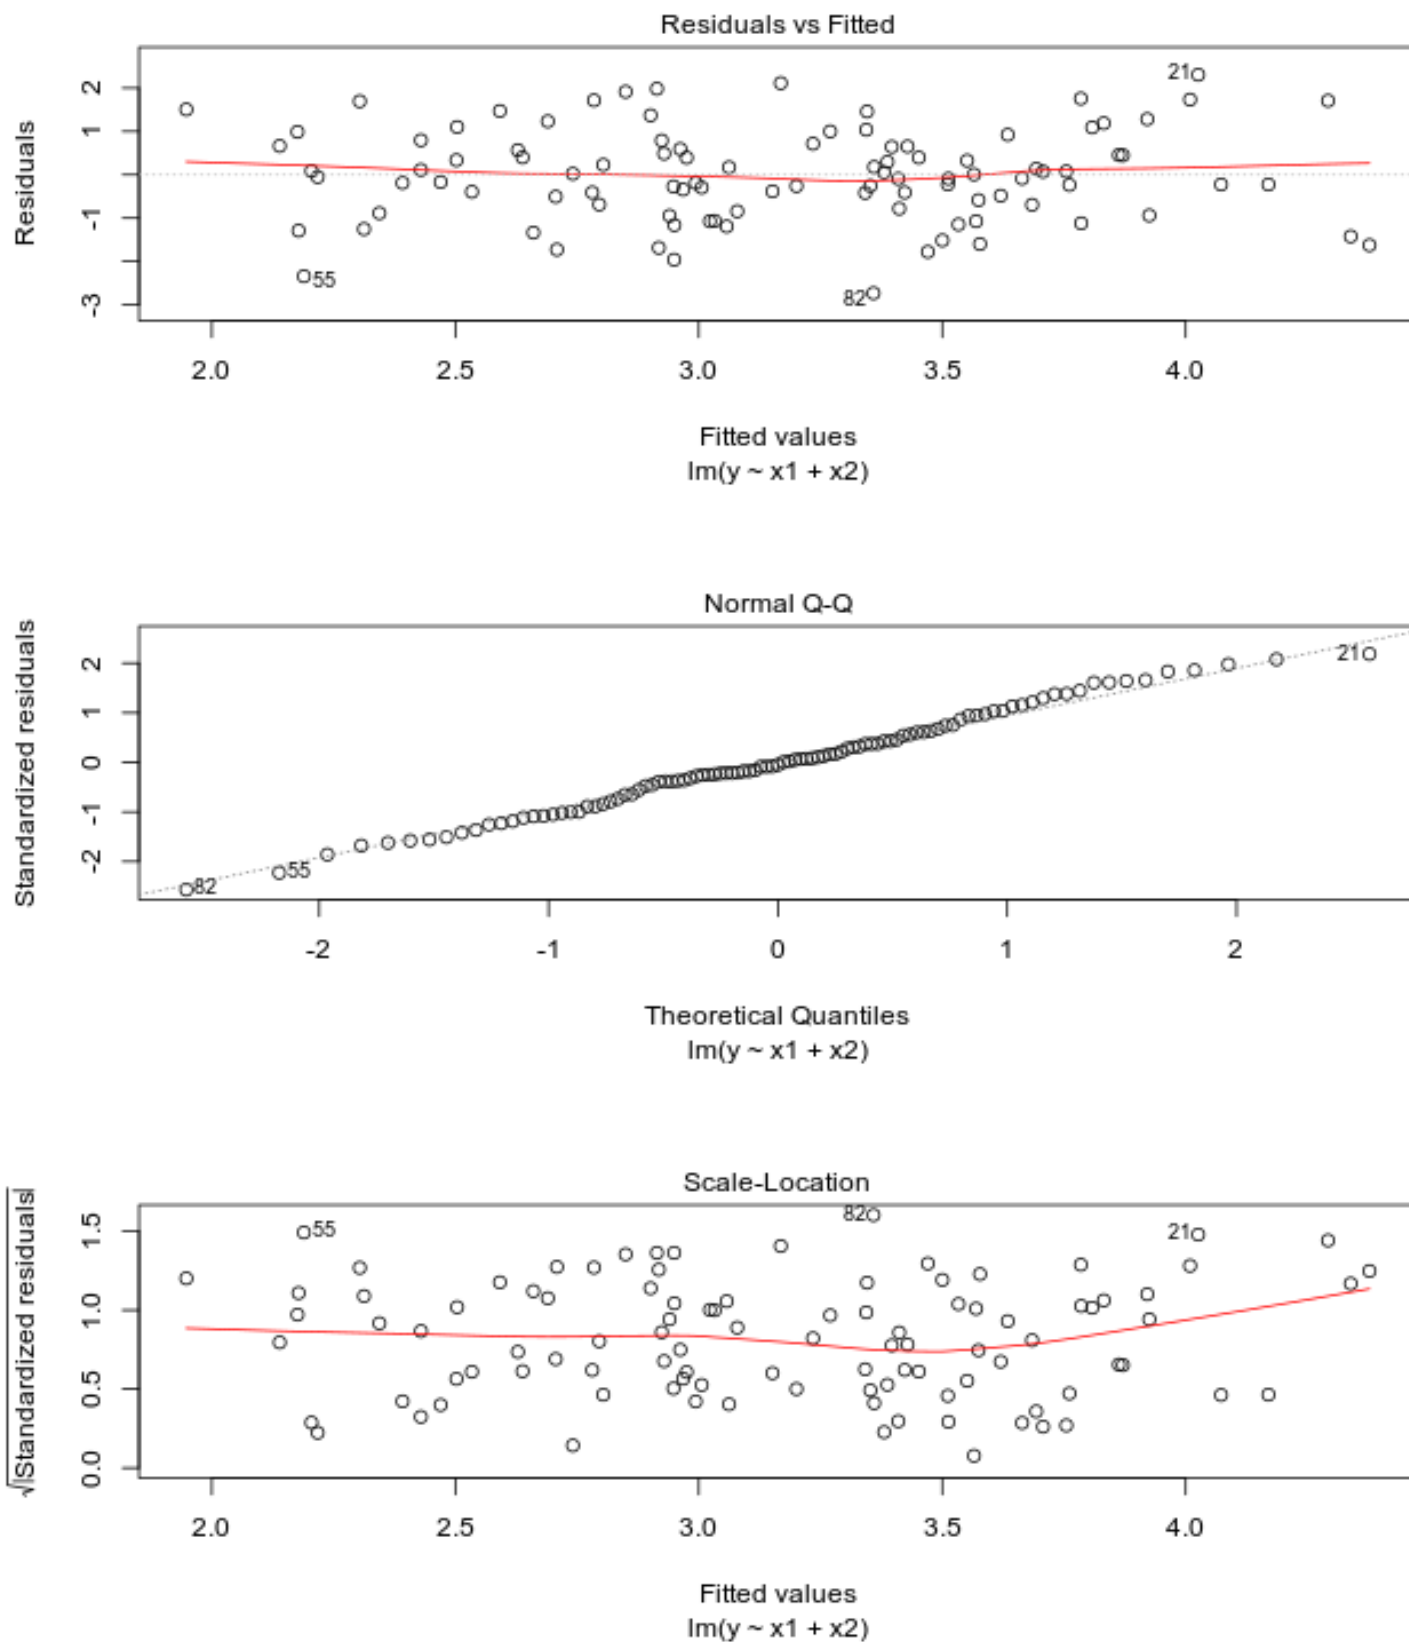 Residuals vs Fitted
Residuals
2
1
-1
-3
21
55
82
2.0 2.5 3.0 3.5 4.0
Fitted values
lm(y ~ x1 + x2)
Normal Q-Q
Standardized residuals
2
1
0
-1
-2
21
55
82
-2 -1 0 1 2
Theoretical Quantiles
lm(y ~ x1 + x2)
Scale-Location
√|Standardized residuals|
1.5
1.0
0.5
0.0
55
82
21
2.0 2.5 3.0 3.5 4.0
Fitted values
lm(y ~ x1 + x2)